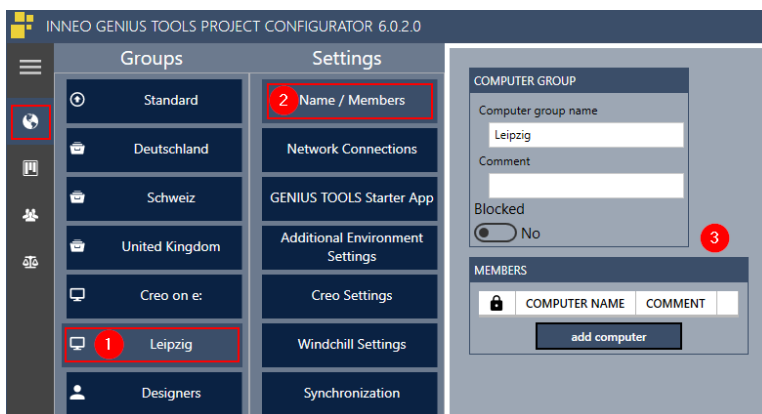 INNEO GENIUS TOOLS PROJECT CONFIGURATOR 6.0.2.0
Groups
Standard
Deutschland
Schweiz
United Kingdom
Creo on e:
1
Leipzig
Designers
Settings
2
Name / Members
Network Connections
GENIUS TOOLS Starter App
Additional Environment
Settings
Creo Settings
Windchill Settings
Synchronization
COMPUTER GROUP
Computer group name
Leipzig
Comment
Blocked
No
3
MEMBERS
COMPUTER NAME COMMENT
add computer